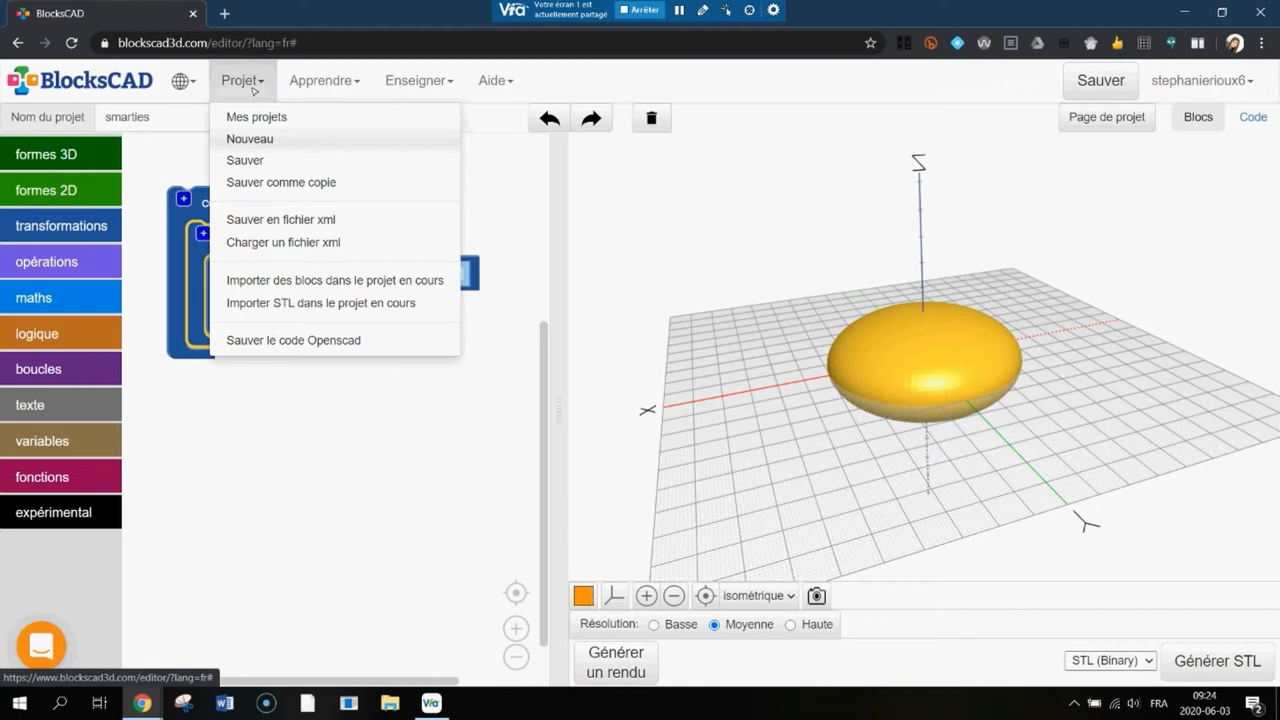 BlocksCAD
Via
Votre écran 1 est
actuellement partagé
Arrêter
blockscad3d.com/editor/?lang=fr#
BlocksCAD
Projet
Apprendre
Enseigner
Aide
Sauver
stephanierioux6
Nom du projet
smarties
Page de projet
Blocs
Code
Mes projets
Nouveau
Sauver
Sauver comme copie
Sauver en fichier xml
Charger un fichier xml
Importer des blocs dans le projet en cours
Importer STL dans le projet en cours
Sauver le code Openscad
formes 3D
formes 2D
transformations
opérations
maths
logique
boucles
texte
variables
fonctions
expérimental
Z
X
Y
isométrique
Résolution:
Basse
Moyenne
Haute
Générer
un rendu
STL (Binary)
Générer STL
https://www.blockscad3d.com/editor/?lang=fr#
Via
FRA
09:24
2020-06-03
2